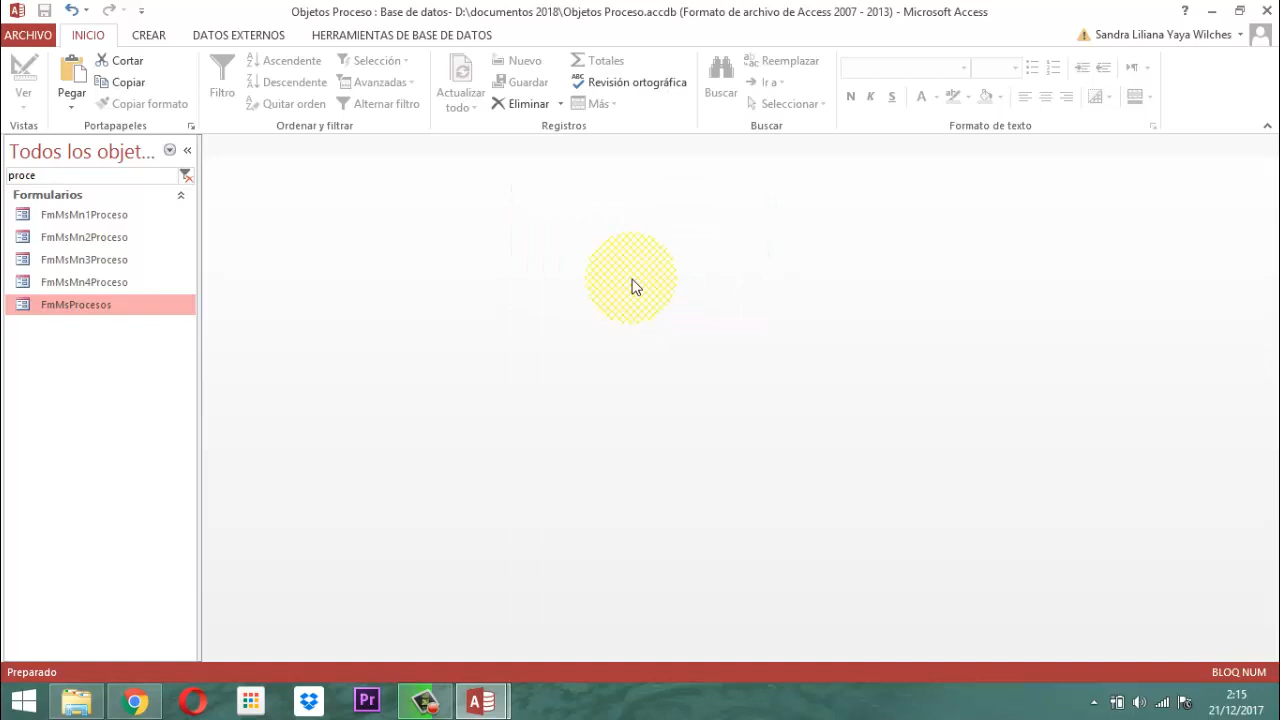 Objetos Proceso : Base de datos- D:\documentos 2018\Objetos Proceso.accdb (Formato de archivo de Access 2007 - 2013) - Microsoft Access
?
ARCHIVO INICIO CREAR DATOS EXTERNOS HERRAMIENTAS DE BASE DE DATOS Sandra Liliana Yaya Wilches
Ver
Vistas
Pegar
Cortar
Copiar
Copiar formato
Portapapeles
Filtro
Ascendente
Descendente
Quitar orden
Selección
Avanzadas
Alternar filtro
Ordenar y filtrar
Actualizar todo
Nuevo
Guardar
Eliminar
Totales
Revisión ortográfica
Más
Registros
Buscar
Reemplazar
Ir a
Seleccionar
Buscar
N K S A
Formato de texto
Todos los objet...
proce
Formularios
FmMsMn1Proceso
FmMsMn2Proceso
FmMsMn3Proceso
FmMsMn4Proceso
FmMsProcesos
Preparado
BLOQ NUM
Pr
2:15
21/12/2017